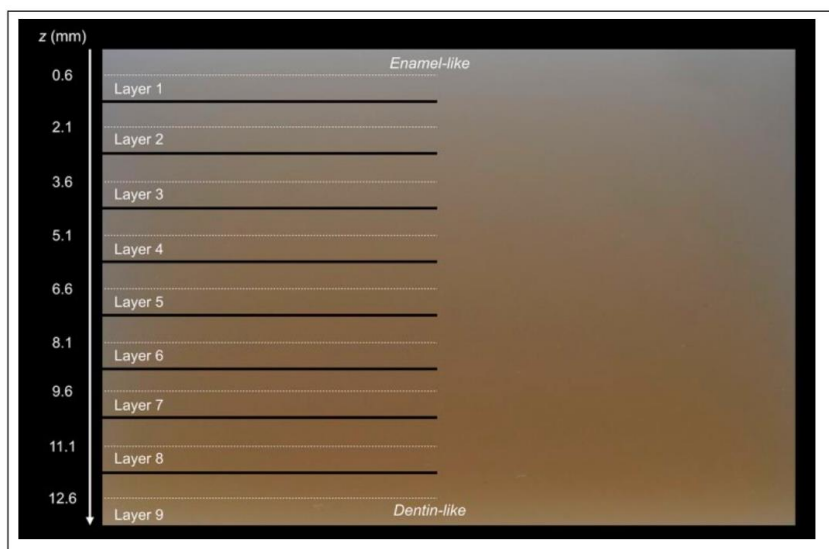 z (mm)
Enamel-like
0.6
Layer 1
2.1
Layer 2
3.6
Layer 3
5.1
Layer 4
6.6
Layer 5
8.1
Layer 6
9.6
Layer 7
11.1
Layer 8
12.6
Layer 9
Dentin-like